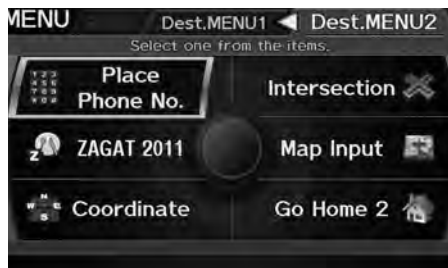 MENU
Dest.MENU1
Dest.MENU2
Select one from the items.
Place
Phone No.
Intersection
ZAGAT 2011
Map Input
Coordinate
Go Home 2